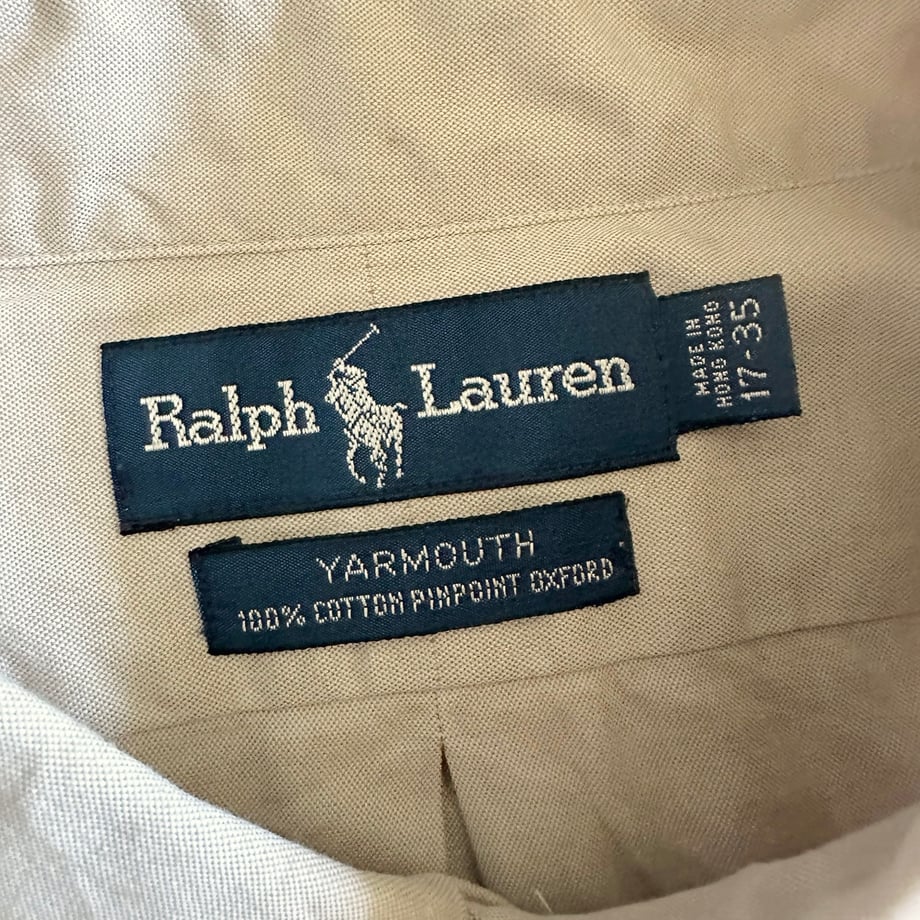 Ralph Lauren
MADE IN
HONG KONG
17-35
YARMOUTH
100% COTTON PINPOINT OXFORD